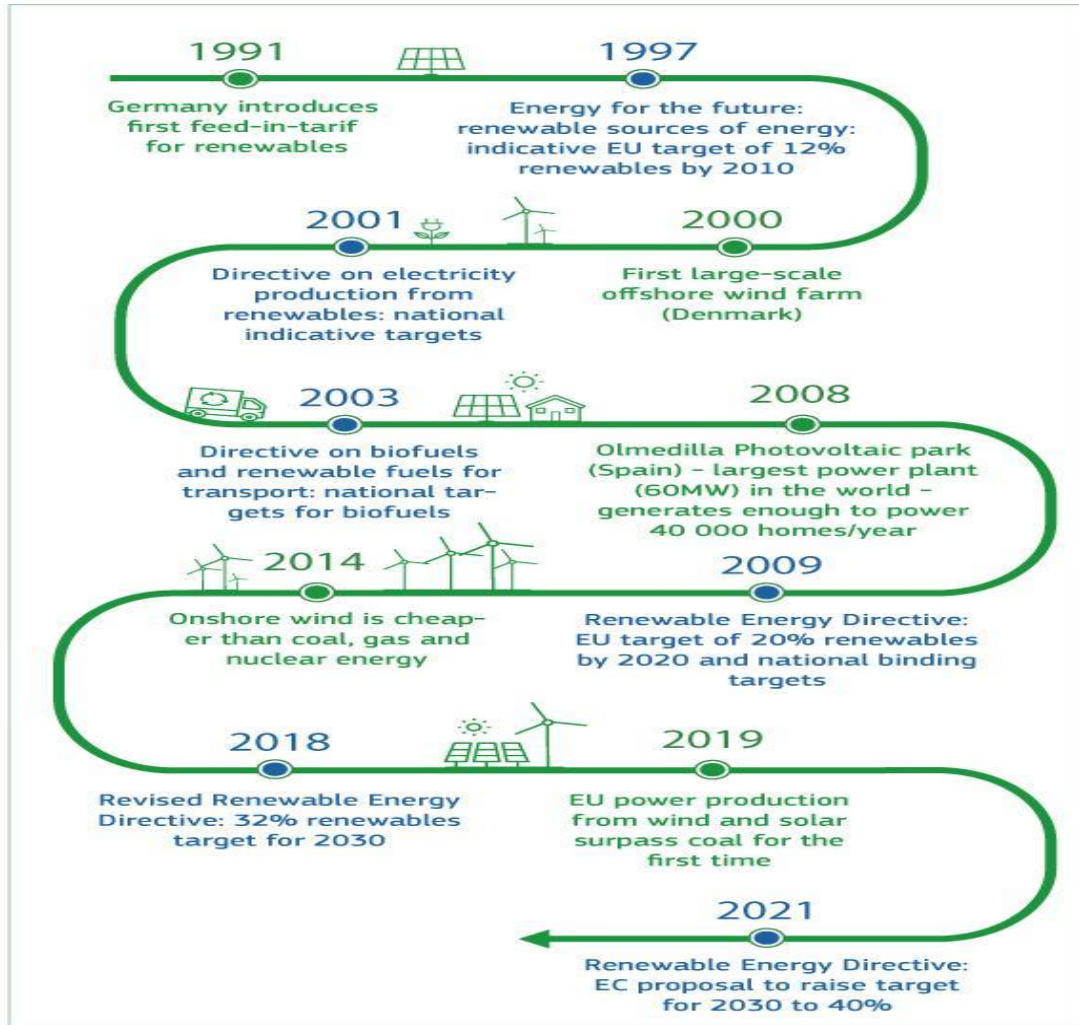 1991
Germany introduces
first feed-in-tarif
for renewables
1997
Energy for the future:
renewable sources of energy:
indicative EU target of 12%
renewables by 2010
2000
First large-scale
offshore wind farm
(Denmark)
2001
Directive on electricity
production from
renewables: national
indicative targets
2003
Directive on biofuels
and renewable fuels for
transport: national tar-
gets for biofuels
2008
Olmedilla Photovoltaic park
(Spain) - largest power plant
(60MW) in the world -
generates enough to power
40 000 homes/year
2009
Renewable Energy Directive:
EU target of 20% renewables
by 2020 and national binding
targets
2014
Onshore wind is cheap-
er than coal, gas and
nuclear energy
2018
Revised Renewable Energy
Directive: 32% renewables
target for 2030
2019
EU power production
from wind and solar
surpass coal for the
first time
2021
Renewable Energy Directive:
EC proposal to raise target
for 2030 to 40%